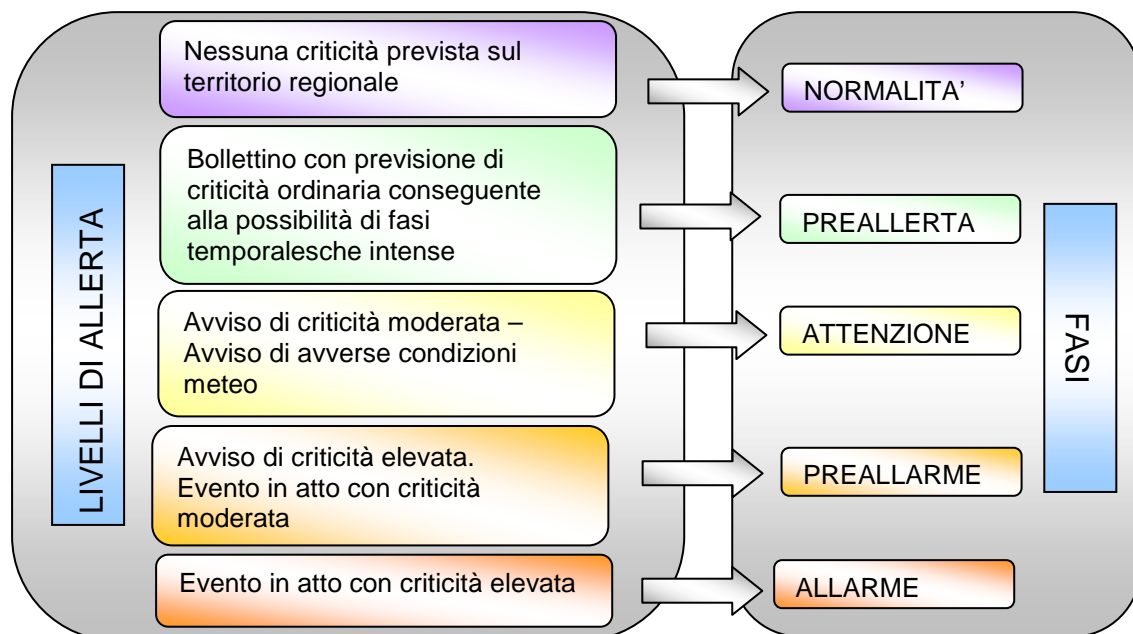 LIVELLI DI ALLERTA
Nessuna criticità prevista sul
territorio regionale
NORMALITA’
Bollettino con previsione di
criticità ordinaria conseguente
alla possibilità di fasi
temporalesche intense
PREALLERTA
Avviso di criticità moderata –
Avviso di avverse condizioni
meteo
ATTENZIONE
Avviso di criticità elevata.
Evento in atto con criticità
moderata
PREALLARME
Evento in atto con criticità elevata
ALLARME
FASI